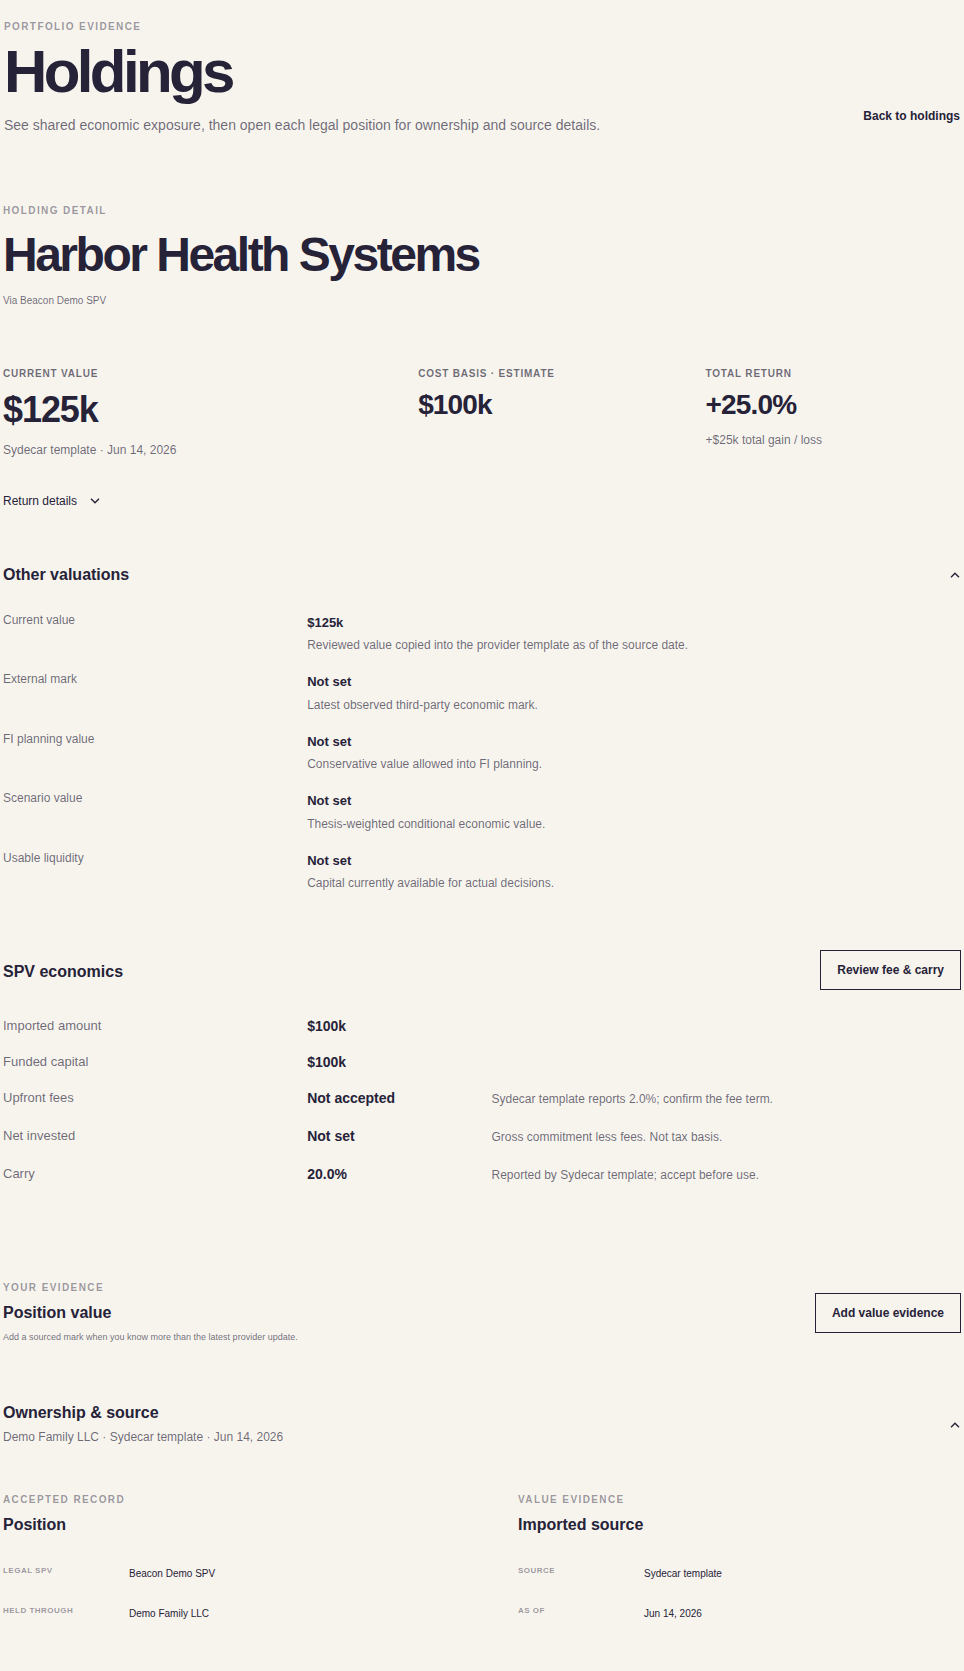 PORTFOLIO EVIDENCE
Holdings
See shared economic exposure, then open each legal position for ownership and source details.
Back to holdings
HOLDING DETAIL
Harbor Health Systems
Via Beacon Demo SPV
CURRENT VALUE
$125k
Sydecar template · Jun 14, 2026
COST BASIS · ESTIMATE
$100k
TOTAL RETURN
+25.0%
+$25k total gain / loss
Return details
Other valuations
Current value
$125k
Reviewed value copied into the provider template as of the source date.
External mark
Not set
Latest observed third-party economic mark.
FI planning value
Not set
Conservative value allowed into FI planning.
Scenario value
Not set
Thesis-weighted conditional economic value.
Usable liquidity
Not set
Capital currently available for actual decisions.
SPV economics
Review fee & carry
Imported amount
$100k
Funded capital
$100k
Upfront fees
Not accepted
Sydecar template reports 2.0%; confirm the fee term.
Net invested
Not set
Gross commitment less fees. Not tax basis.
Carry
20.0%
Reported by Sydecar template; accept before use.
YOUR EVIDENCE
Position value
Add a sourced mark when you know more than the latest provider update.
Add value evidence
Ownership & source
Demo Family LLC · Sydecar template · Jun 14, 2026
ACCEPTED RECORD
Position
LEGAL SPV
Beacon Demo SPV
HELD THROUGH
Demo Family LLC
VALUE EVIDENCE
Imported source
SOURCE
Sydecar template
AS OF
Jun 14, 2026